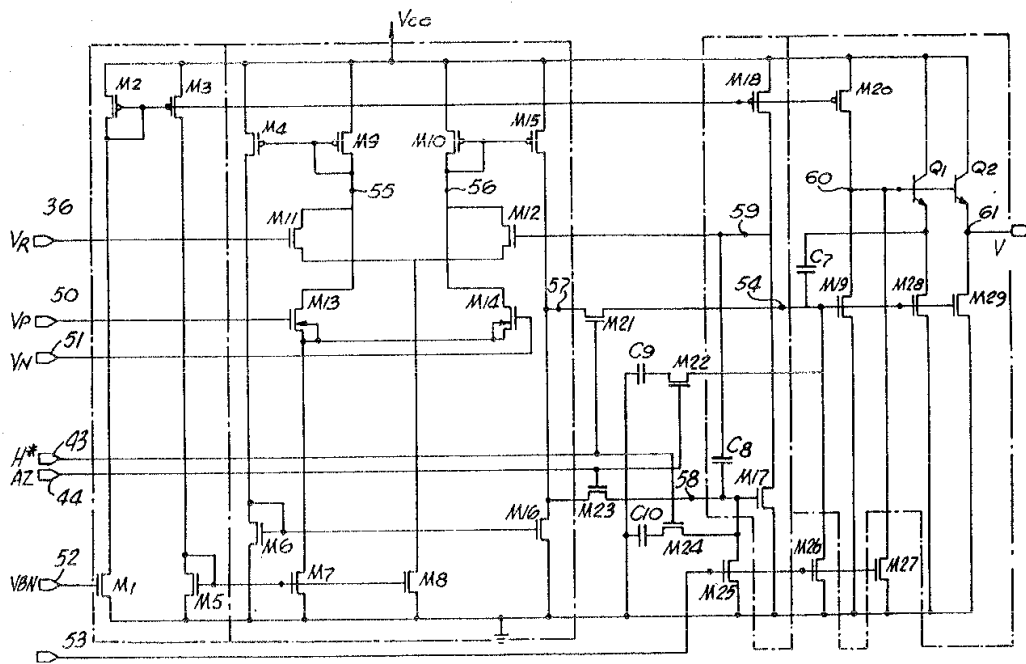 Vcc
M2
M3
M18
M20
M4
M9
M10
M15
55
56
60
Q1
Q2
36
M11
M12
59
61
VR
V
C7
50
57
54
M19
M28
M29
VP
M13
M14
M21
51
VN
C9
M22
H*
43
C8
AZ
44
58
M17
M23
C10
M24
M6
M16
52
M26
M27
VBN
M1
M5
M7
M8
M25
53